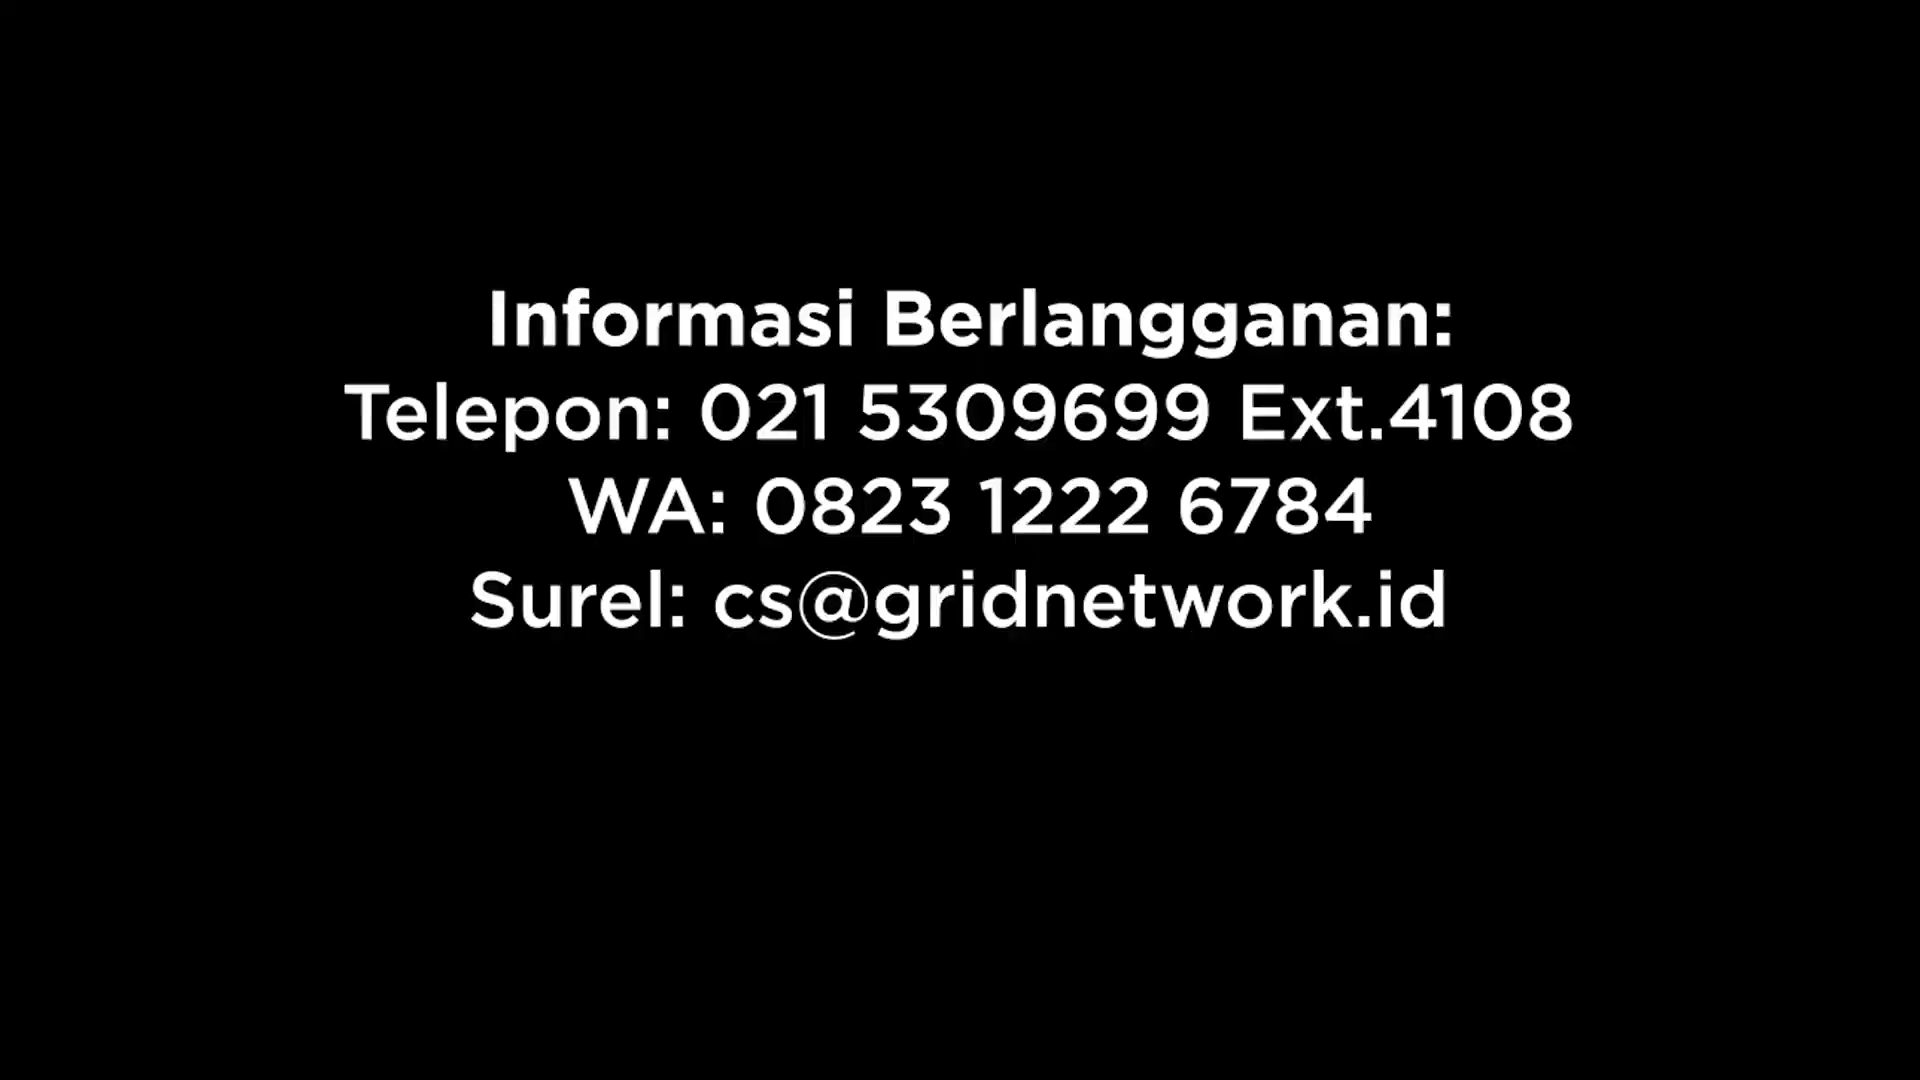 Informasi Berlangganan:
Telepon: 021 5309699 Ext.4108
WA: 0823 1222 6784
Surel: cs@gridnetwork.id